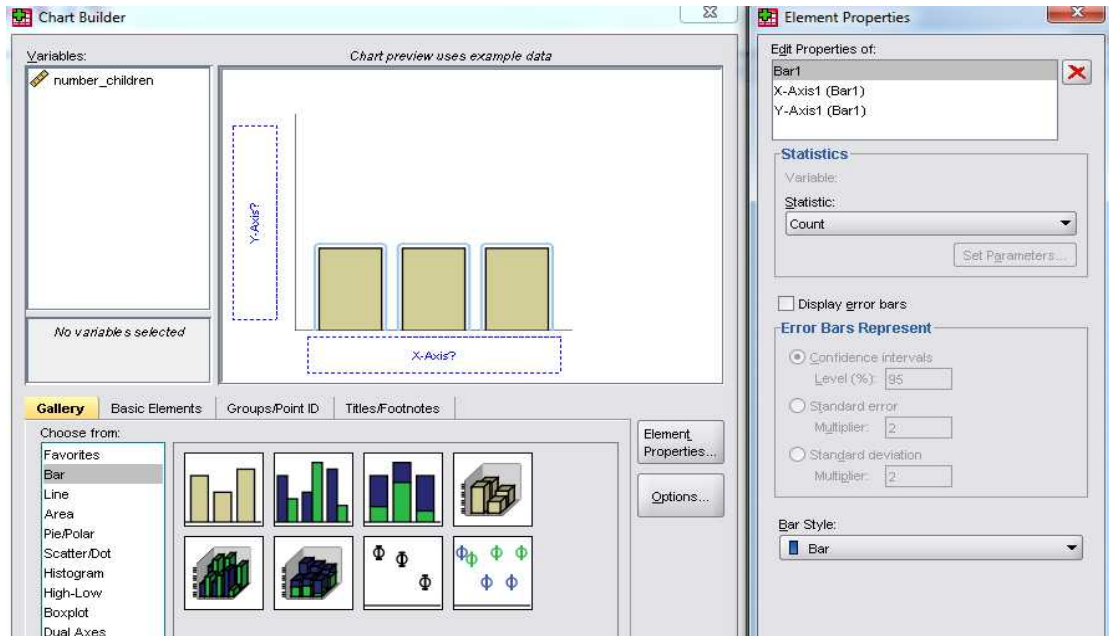 Chart Builder
Variables:
Chart preview uses example data
number_children
Y-Axis?
X-Axis?
No variables selected
Gallery
Basic Elements
Groups/Point ID
Titles/Footnotes
Choose from:
Favorites
Bar
Line
Area
Pie/Polar
Scatter/Dot
Histogram
High-Low
Boxplot
Dual Axes
Element
Properties...
Options...
Element Properties
Edit Properties of:
Bar1
X-Axis1 (Bar1)
Y-Axis1 (Bar1)
Statistics
Variable:
Statistic:
Count
Set Parameters...
Display error bars
Error Bars Represent
Confidence intervals
Level (%): 95
Standard error
Multiplier: 2
Standard deviation
Multiplier: 2
Bar Style:
Bar